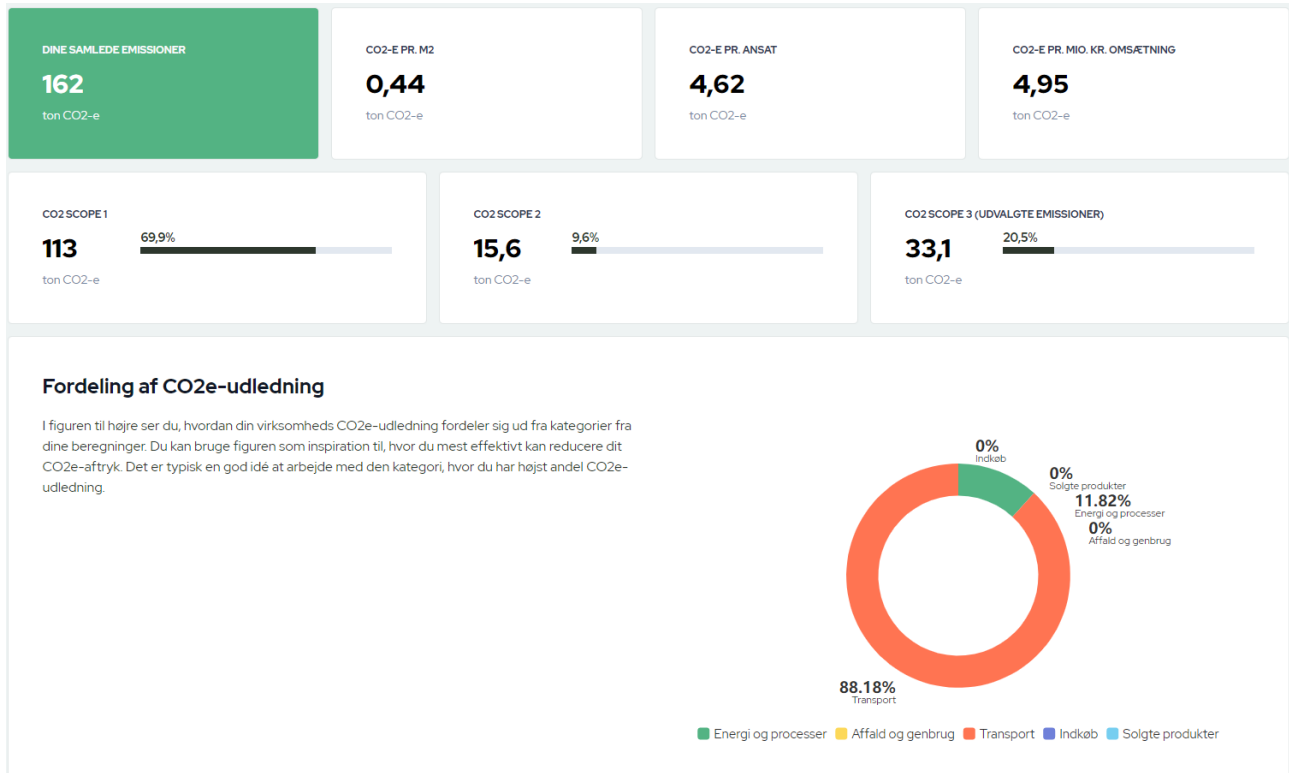 DINE SAMLEDE EMISSIONER
162
ton CO2-e
CO2-E PR. M2
0,44
ton CO2-e
CO2-E PR. ANSAT
4,62
ton CO2-e
CO2-E PR. MIO. KR. OMSÆTNING
4,95
ton CO2-e
CO2 SCOPE 1
113
69,9%
ton CO2-e
CO2 SCOPE 2
15,6
9,6%
ton CO2-e
CO2 SCOPE 3 (UDVALGTE EMISSIONER)
33,1
20,5%
ton CO2-e
Fordeling af CO2e-udledning
I figuren til højre ser du, hvordan din virksomheds CO2e-udledning fordeler sig ud fra kategorier fra
dine beregninger. Du kan bruge figuren som inspiration til, hvor du mest effektivt kan reducere dit
CO2e-aftryk. Det er typisk en god idé at arbejde med den kategori, hvor du har højst andel CO2e-
udledning.
0%
Indkøb
0%
Solgte produkter
11.82%
Energi og processer
0%
Affald og genbrug
88.18%
Transport
Energi og processer Affald og genbrug Transport Indkøb Solgte produkter